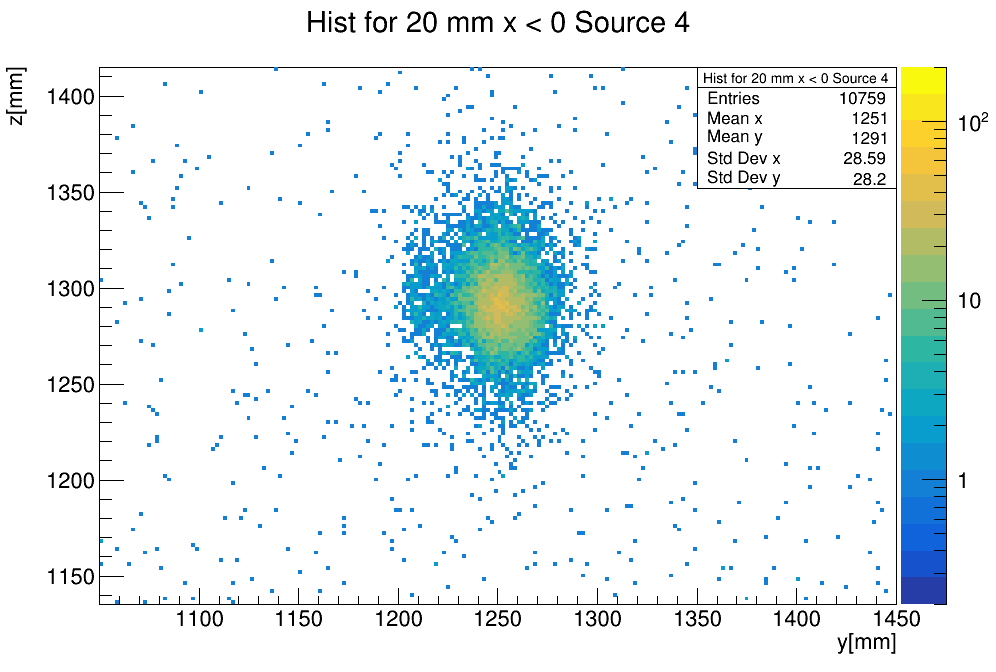 Hist for 20 mm x < 0 Source 4
z[mm]
Hist for 20 mm x < 0 Source 4
Entries 10759
Mean x 1251
Mean y 1291
Std Dev x 28.59
Std Dev y 28.2
1400
1350
1300
1250
1200
1150
1100 1150 1200 1250 1300 1350 1400 1450
y[mm]
10²
10
1